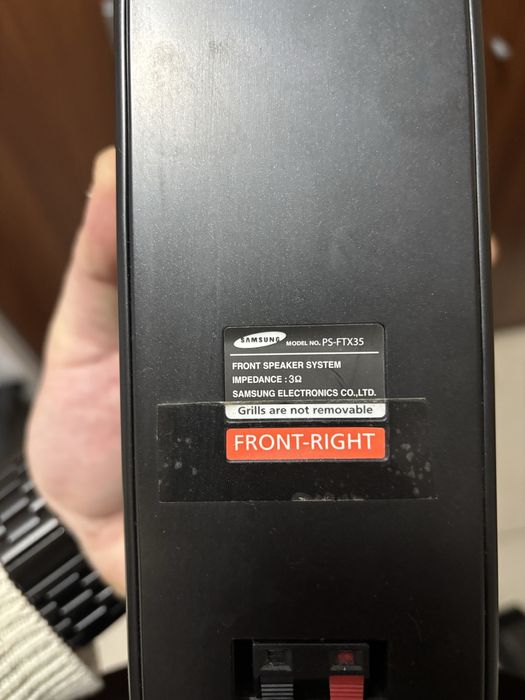 SAMSUNG MODEL NO. PS-FTX35
FRONT SPEAKER SYSTEM
IMPEDANCE : 3Ω
SAMSUNG ELECTRONICS CO.,LTD.
Grills are not removable
FRONT-RIGHT